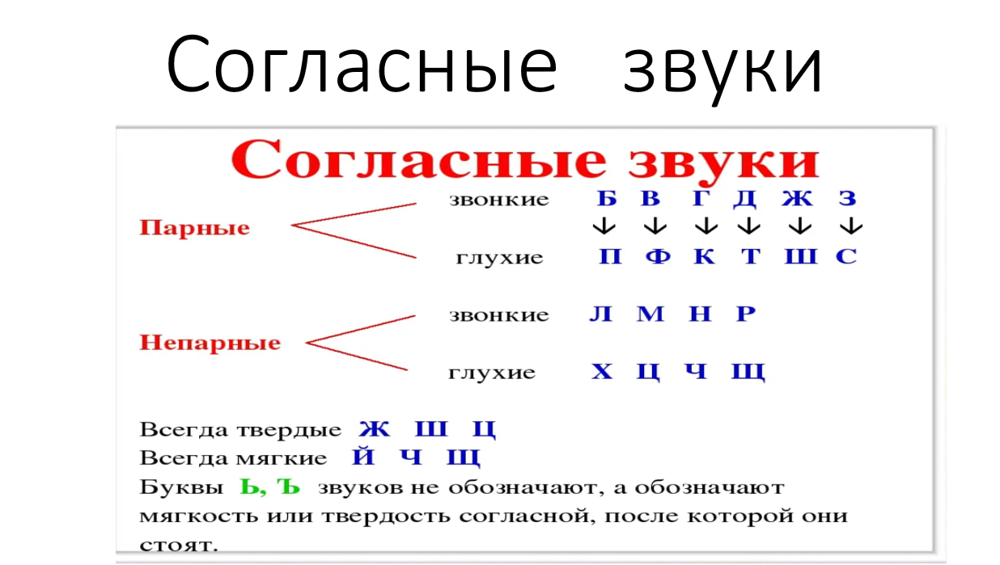 Согласные звуки
Согласные звуки
звонкие Б В Г Д Ж З
Парные
глухие П Ф К Т Ш С
звонкие Л М Н Р
Непарные
глухие Х Ц Ч Щ
Всегда твердые Ж Ш Ц
Всегда мягкие Й Ч Щ
Буквы Ь, Ъ звуков не обозначают, а обозначают
мягкость или твердость согласной, после которой они
стоят.